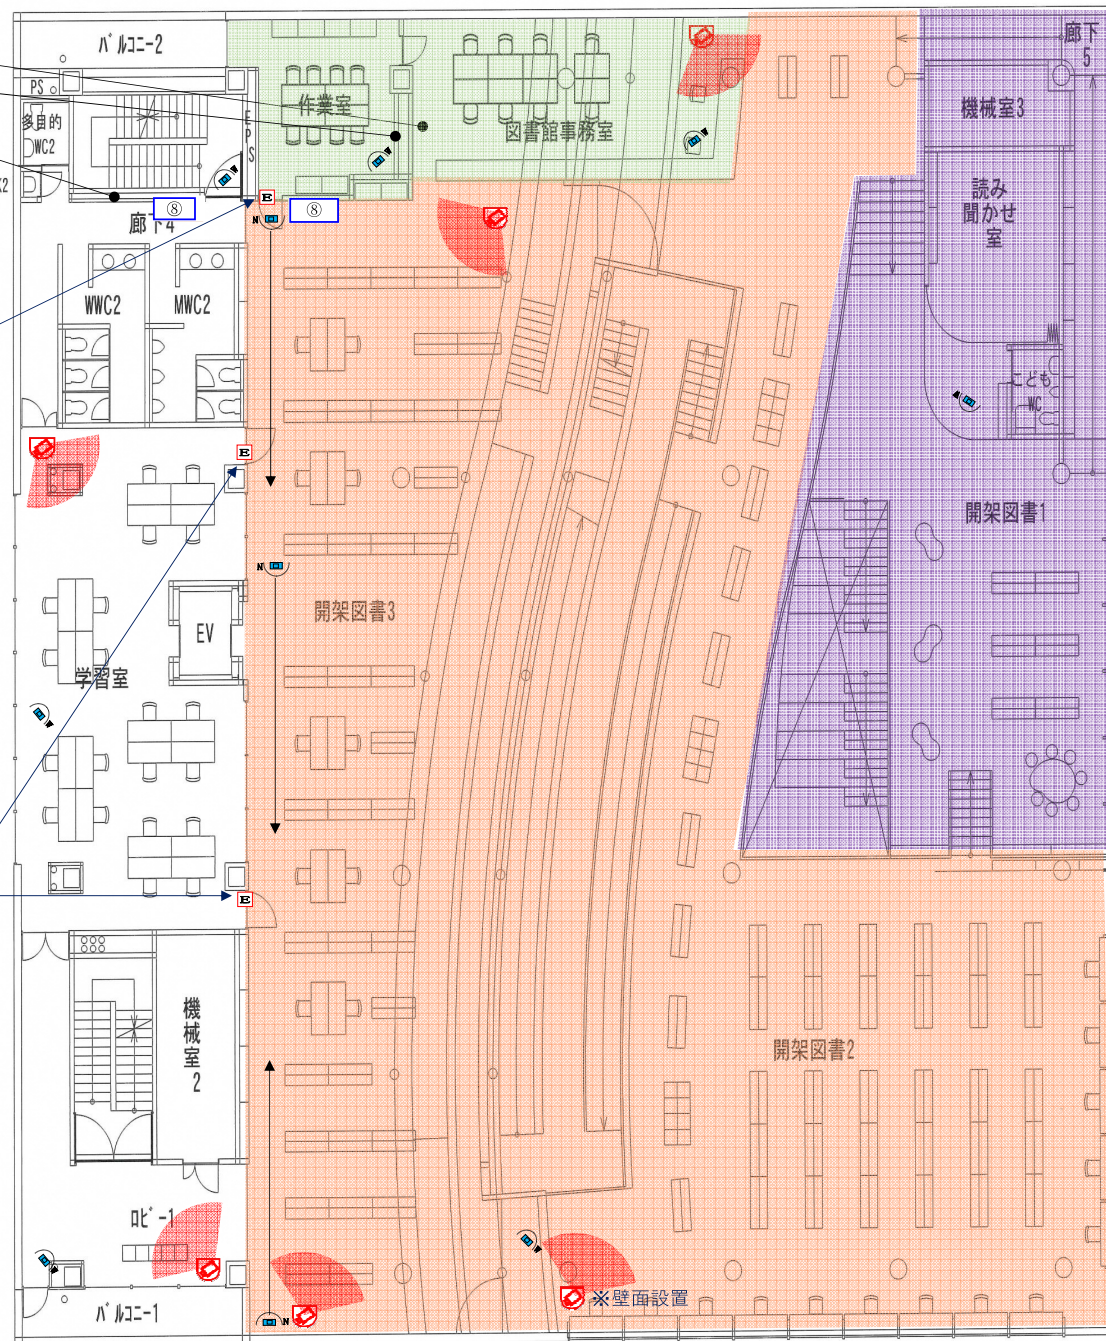 バルコニー2
廊下
5
PS
作業室
機械室3
多目的
WC2
EPS
図書館事務室
読み
聞かせ
室
⑧
⑧
E
N
廊下4
WWC2
MWC2
こども
WC
E
開架図書1
N
開架図書3
EV
学習室
E
機械室2
開架図書2
ロビー1
※壁面設置
バルコニー1
N